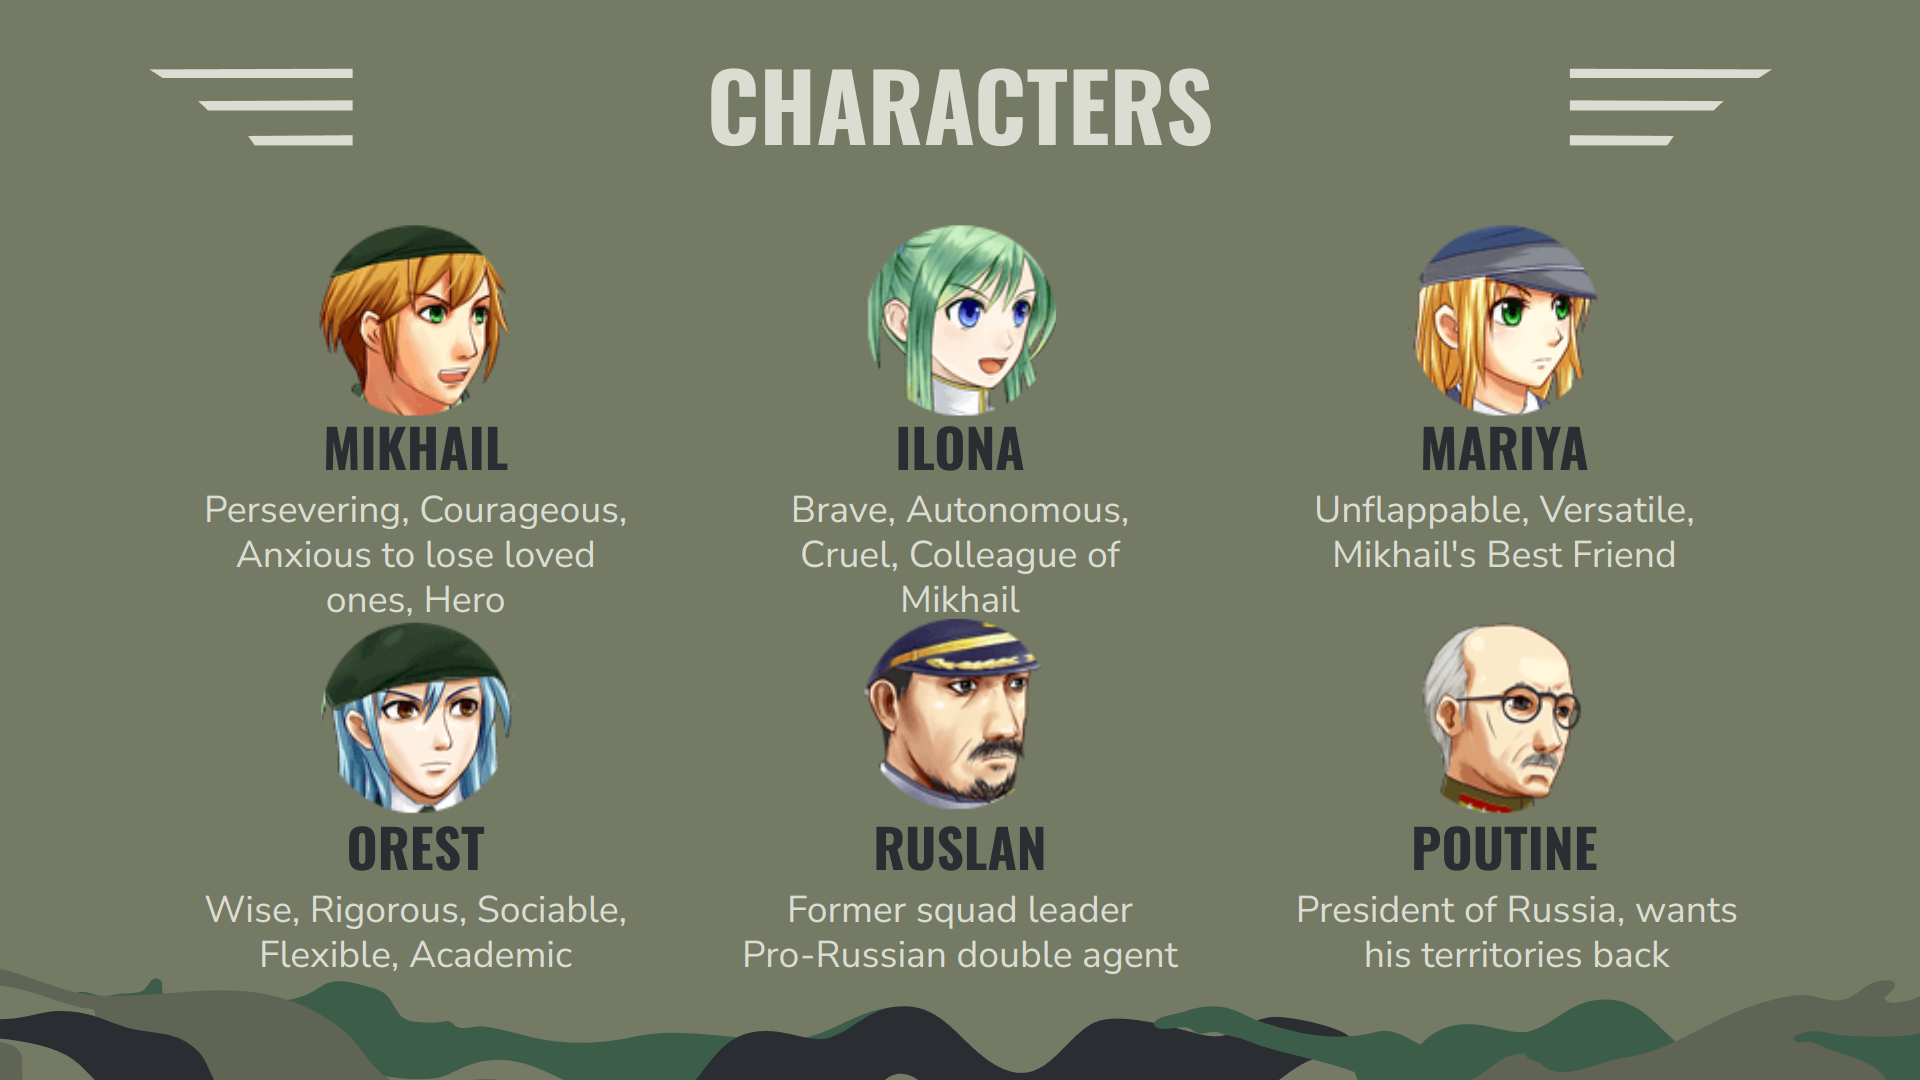 CHARACTERS
MIKHAIL
Persevering, Courageous,
Anxious to lose loved
ones, Hero
ILONA
Brave, Autonomous,
Cruel, Colleague of
Mikhail
MARIYA
Unflappable, Versatile,
Mikhail's Best Friend
OREST
Wise, Rigorous, Sociable,
Flexible, Academic
RUSLAN
Former squad leader
Pro-Russian double agent
POUTINE
President of Russia, wants
his territories back